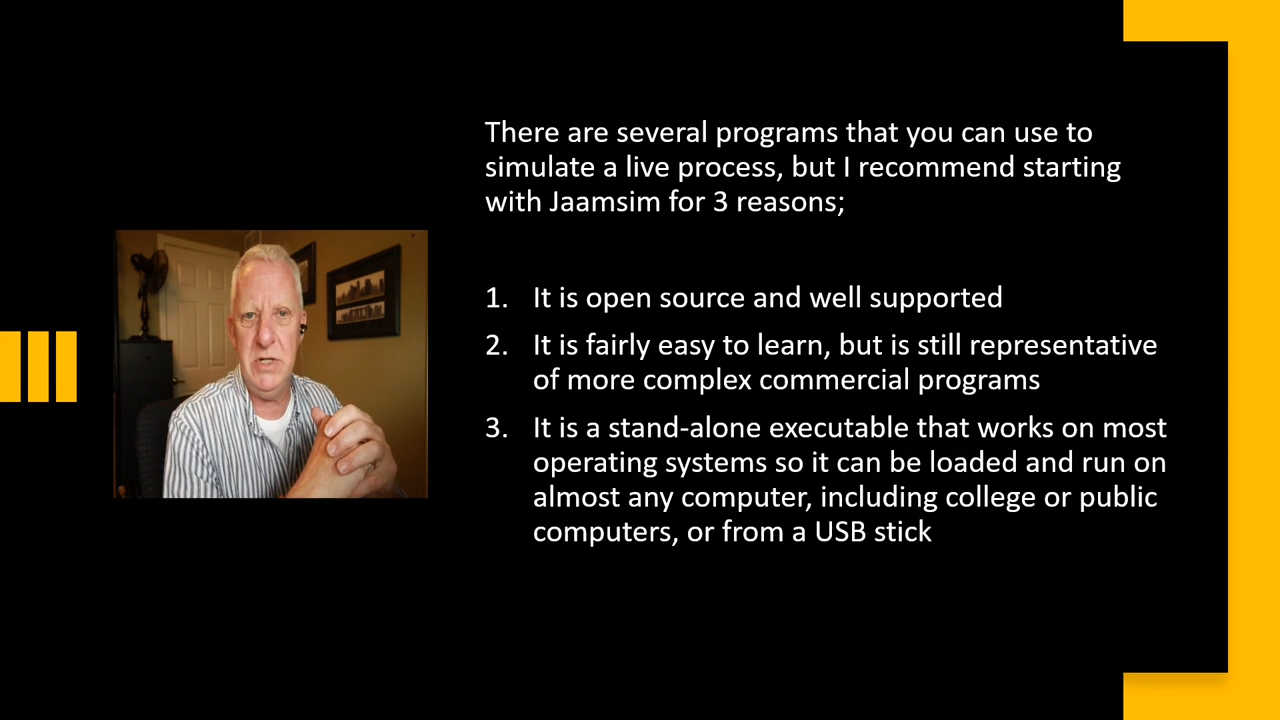 There are several programs that you can use to
simulate a live process, but I recommend starting
with Jaamsim for 3 reasons;
1. It is open source and well supported
2. It is fairly easy to learn, but is still representative
of more complex commercial programs
3. It is a stand-alone executable that works on most
operating systems so it can be loaded and run on
almost any computer, including college or public
computers, or from a USB stick